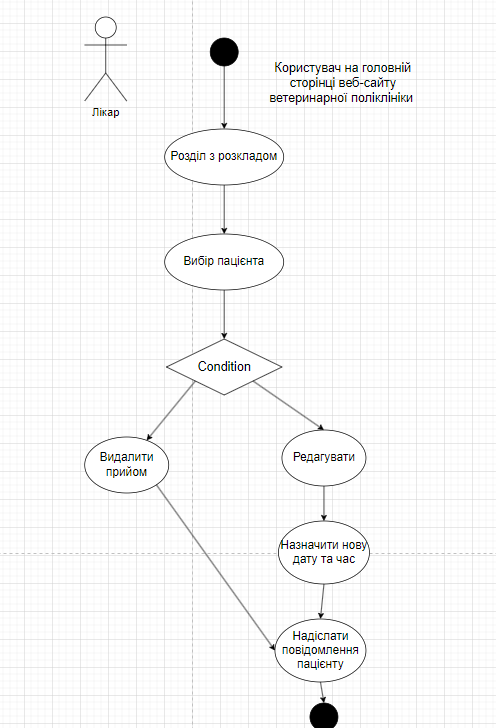 Лікар
Користувач на головній
сторінці веб-сайту
ветеринарної поліклініки
Розділ з розкладом
Вибір пацієнта
Condition
Видалити
прийом
Редагувати
Назначити нову
дату та час
Надіслати
повідомлення
пацієнту